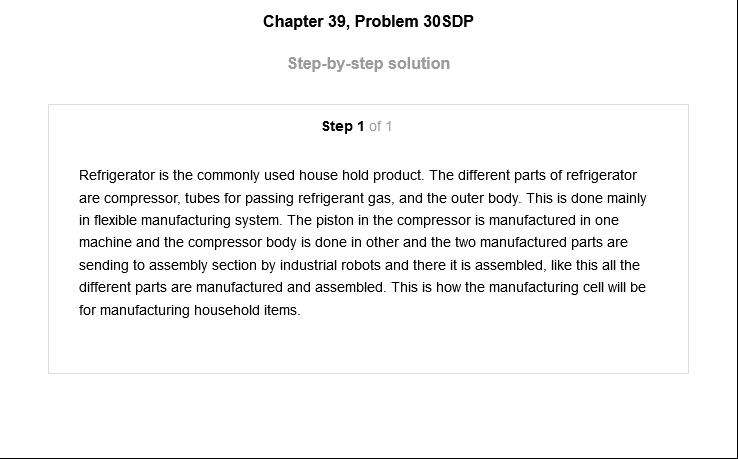 Chapter 39, Problem 30SDP
Step-by-step solution
Step 1 of 1
Refrigerator is the commonly used house hold product. The different parts of refrigerator
are compressor, tubes for passing refrigerant gas, and the outer body. This is done mainly
in flexible manufacturing system. The piston in the compressor is manufactured in one
machine and the compressor body is done in other and the two manufactured parts are
sending to assembly section by industrial robots and there it is assembled, like this all the
different parts are manufactured and assembled. This is how the manufacturing cell will be
for manufacturing household items.